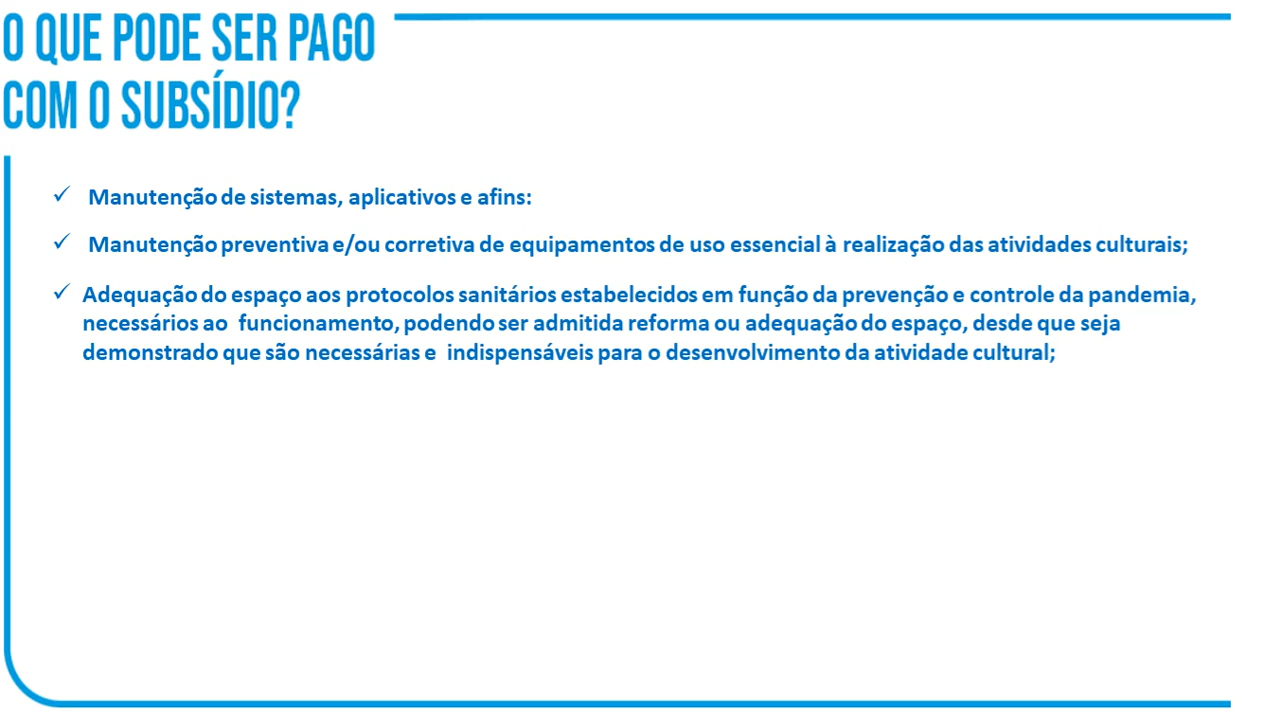 O QUE PODE SER PAGO
COM O SUBSÍDIO?
✓ Manutenção de sistemas, aplicativos e afins:
✓ Manutenção preventiva e/ou corretiva de equipamentos de uso essencial à realização das atividades culturais;
✓ Adequação do espaço aos protocolos sanitários estabelecidos em função da prevenção e controle da pandemia,
necessários ao funcionamento, podendo ser admitida reforma ou adequação do espaço, desde que seja
demonstrado que são necessárias e indispensáveis para o desenvolvimento da atividade cultural;